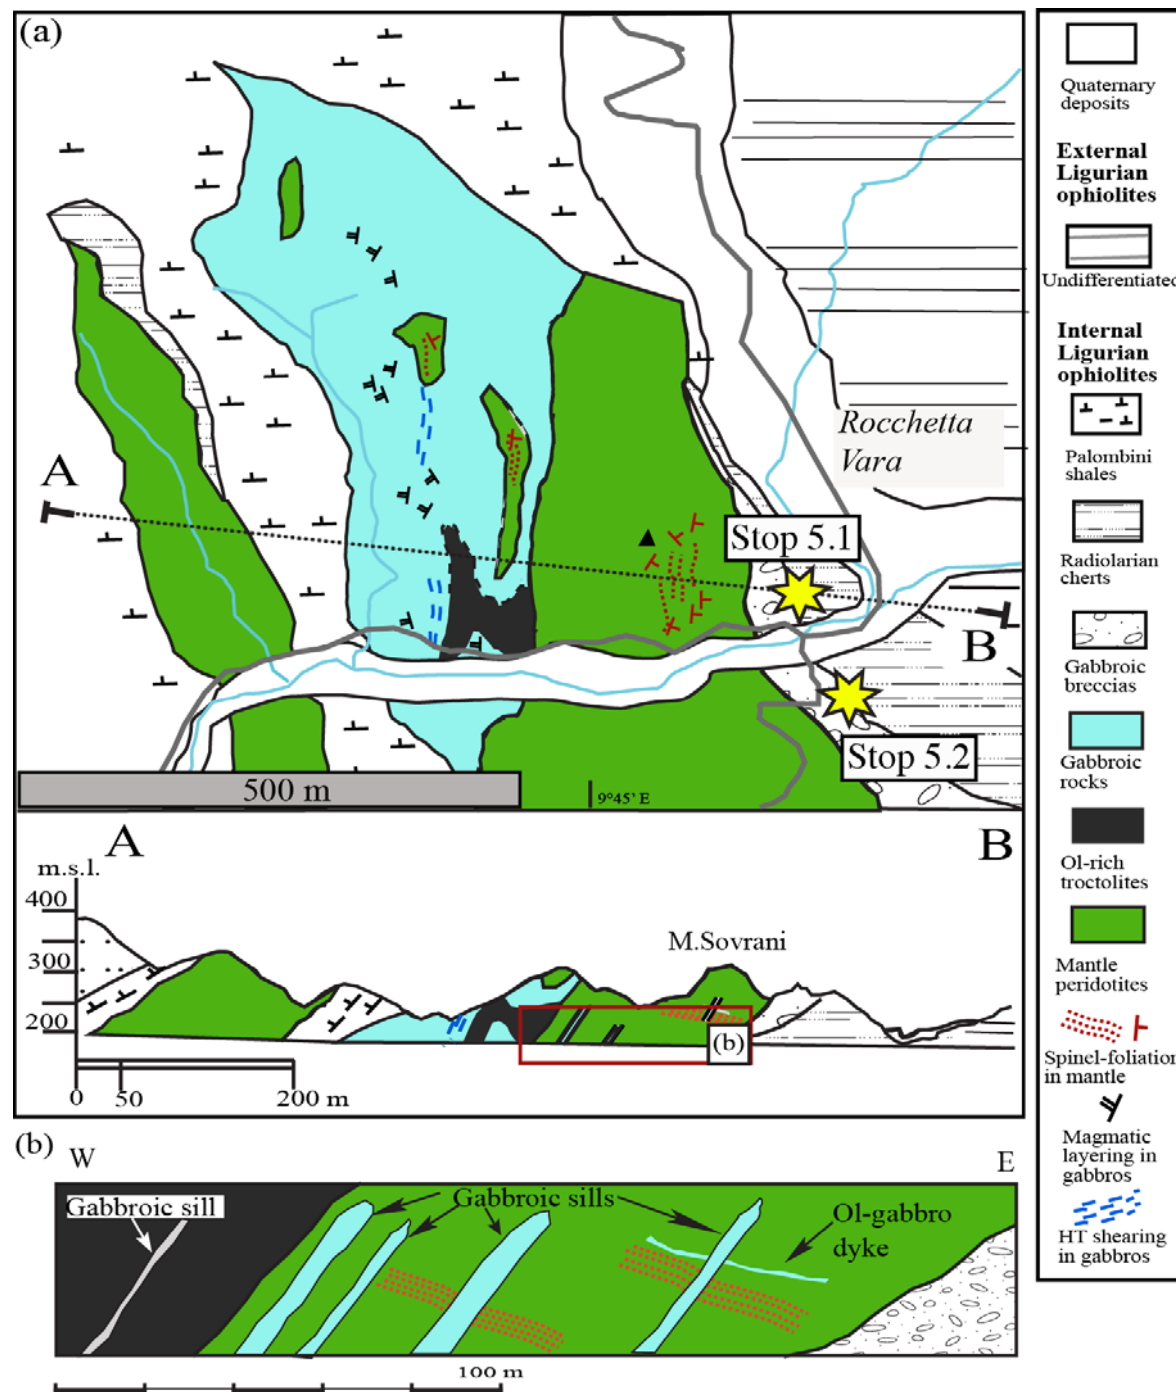 (a)
A
Rocchetta
Vara
Stop 5.1
B
Stop 5.2
500 m
9°45' E
A
B
m.s.l.
400
300
200
M.Sovrani
(b)
0
50
200 m
(b)
W
E
Gabbroic sill
Gabbroic sills
Ol-gabbro
dyke
100 m
Quaternary
deposits
External
Ligurian
ophiolites
Undifferentiated
Internal
Ligurian
ophiolites
Palombini
shales
Radiolarian
cherts
Gabbroic
breccias
Gabbroic
rocks
Ol-rich
troctolites
Mantle
peridotites
Spinel-foliation
in mantle
Magmatic
layering in
gabbros
HT shearing
in gabbros